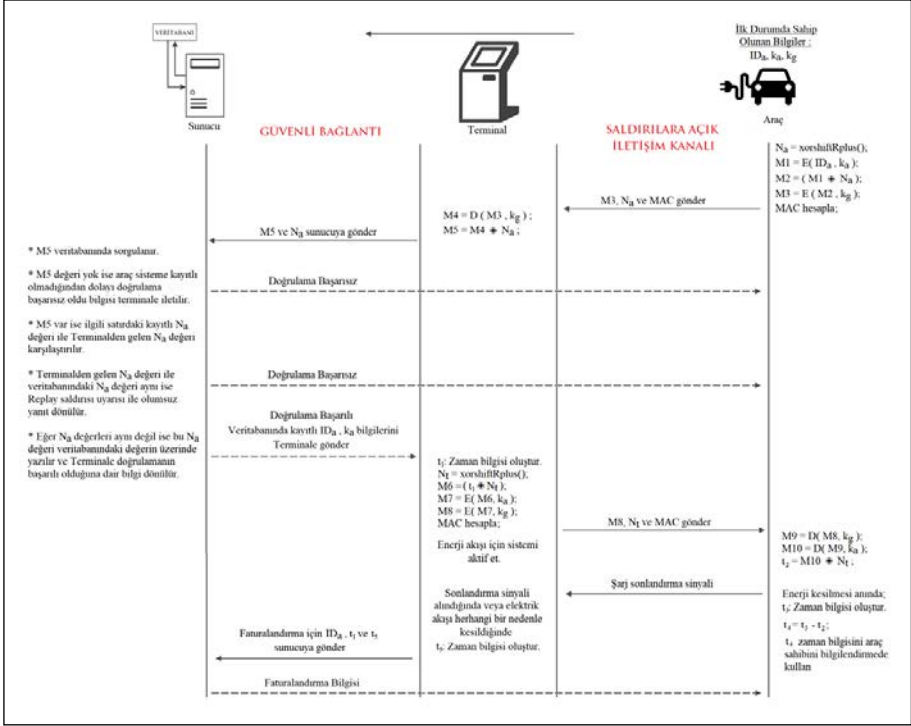 VERİTABANI
Sunucu
GÜVENLİ BAĞLANTI
Terminal
SALDIRILARA AÇIK
İLETİŞİM KANALI
İlk Durumda Sahip
Olunan Bilgiler :
IDa, ka, kg
Araç
Na = xorshiftRplus();
M1 = E( IDa , ka );
M2 = ( M1 ⊕ Na );
M3 = E ( M2 , kg );
MAC hesapla;
M3, Na ve MAC gönder
M4 = D ( M3 , kg ) ;
M5 = M4 ⊕ Na ;
M5 ve Na sunucuya gönder
* M5 veritabanında sorgulanır.
* M5 değeri yok ise araç sisteme kayıtlı
olmadığından dolayı doğrulama
başarısız oldu bilgisi terminale iletilir.
* M5 var ise ilgili satırdaki kayıtlı Na
değeri ile Terminalden gelen Na değeri
karşılaştırılır.
* Terminalden gelen Na değeri ile
veritabanındaki Na değeri aynı ise
Replay saldırısı uyarısı ile olumsuz
yanıt dönülür.
* Eğer Na değerleri aynı değil ise bu Na
değeri veritabanındaki değerin üzerinde
yazılır ve Terminale doğrulamanın
başarılı olduğuna dair bilgi dönülür.
Doğrulama Başarısız
Doğrulama Başarısız
Doğrulama Başarılı
Veritabanında kayıtlı IDa , ka bilgilerini
Terminale gönder
t1: Zaman bilgisi oluştur.
Nt = xorshiftRplus();
M6 =( t1 ⊕ Nt );
M7 = E( M6, ka );
M8 = E( M7, kg );
MAC hesapla;
Enerji akışı için sistemi
aktif et.
M8, Nt ve MAC gönder
M9 = D( M8, kg );
M10 = D( M9, ka );
t2 = M10 ⊕ Nt ;
Şarj sonlandırma sinyali
Enerji kesilmesi anında;
t3: Zaman bilgisi oluştur.
t4 = t3 - t2;
t4 zaman bilgisini araç
sahibini bilgilendirmede
kullan
Sonlandırma sinyali
alındığında veya elektrik
akışı herhangi bir nedenle
kesildiğinde
t5: Zaman bilgisi oluştur.
Faturalandırma için IDa , t1 ve t5
sunucuya gönder
Faturalandırma Bilgisi